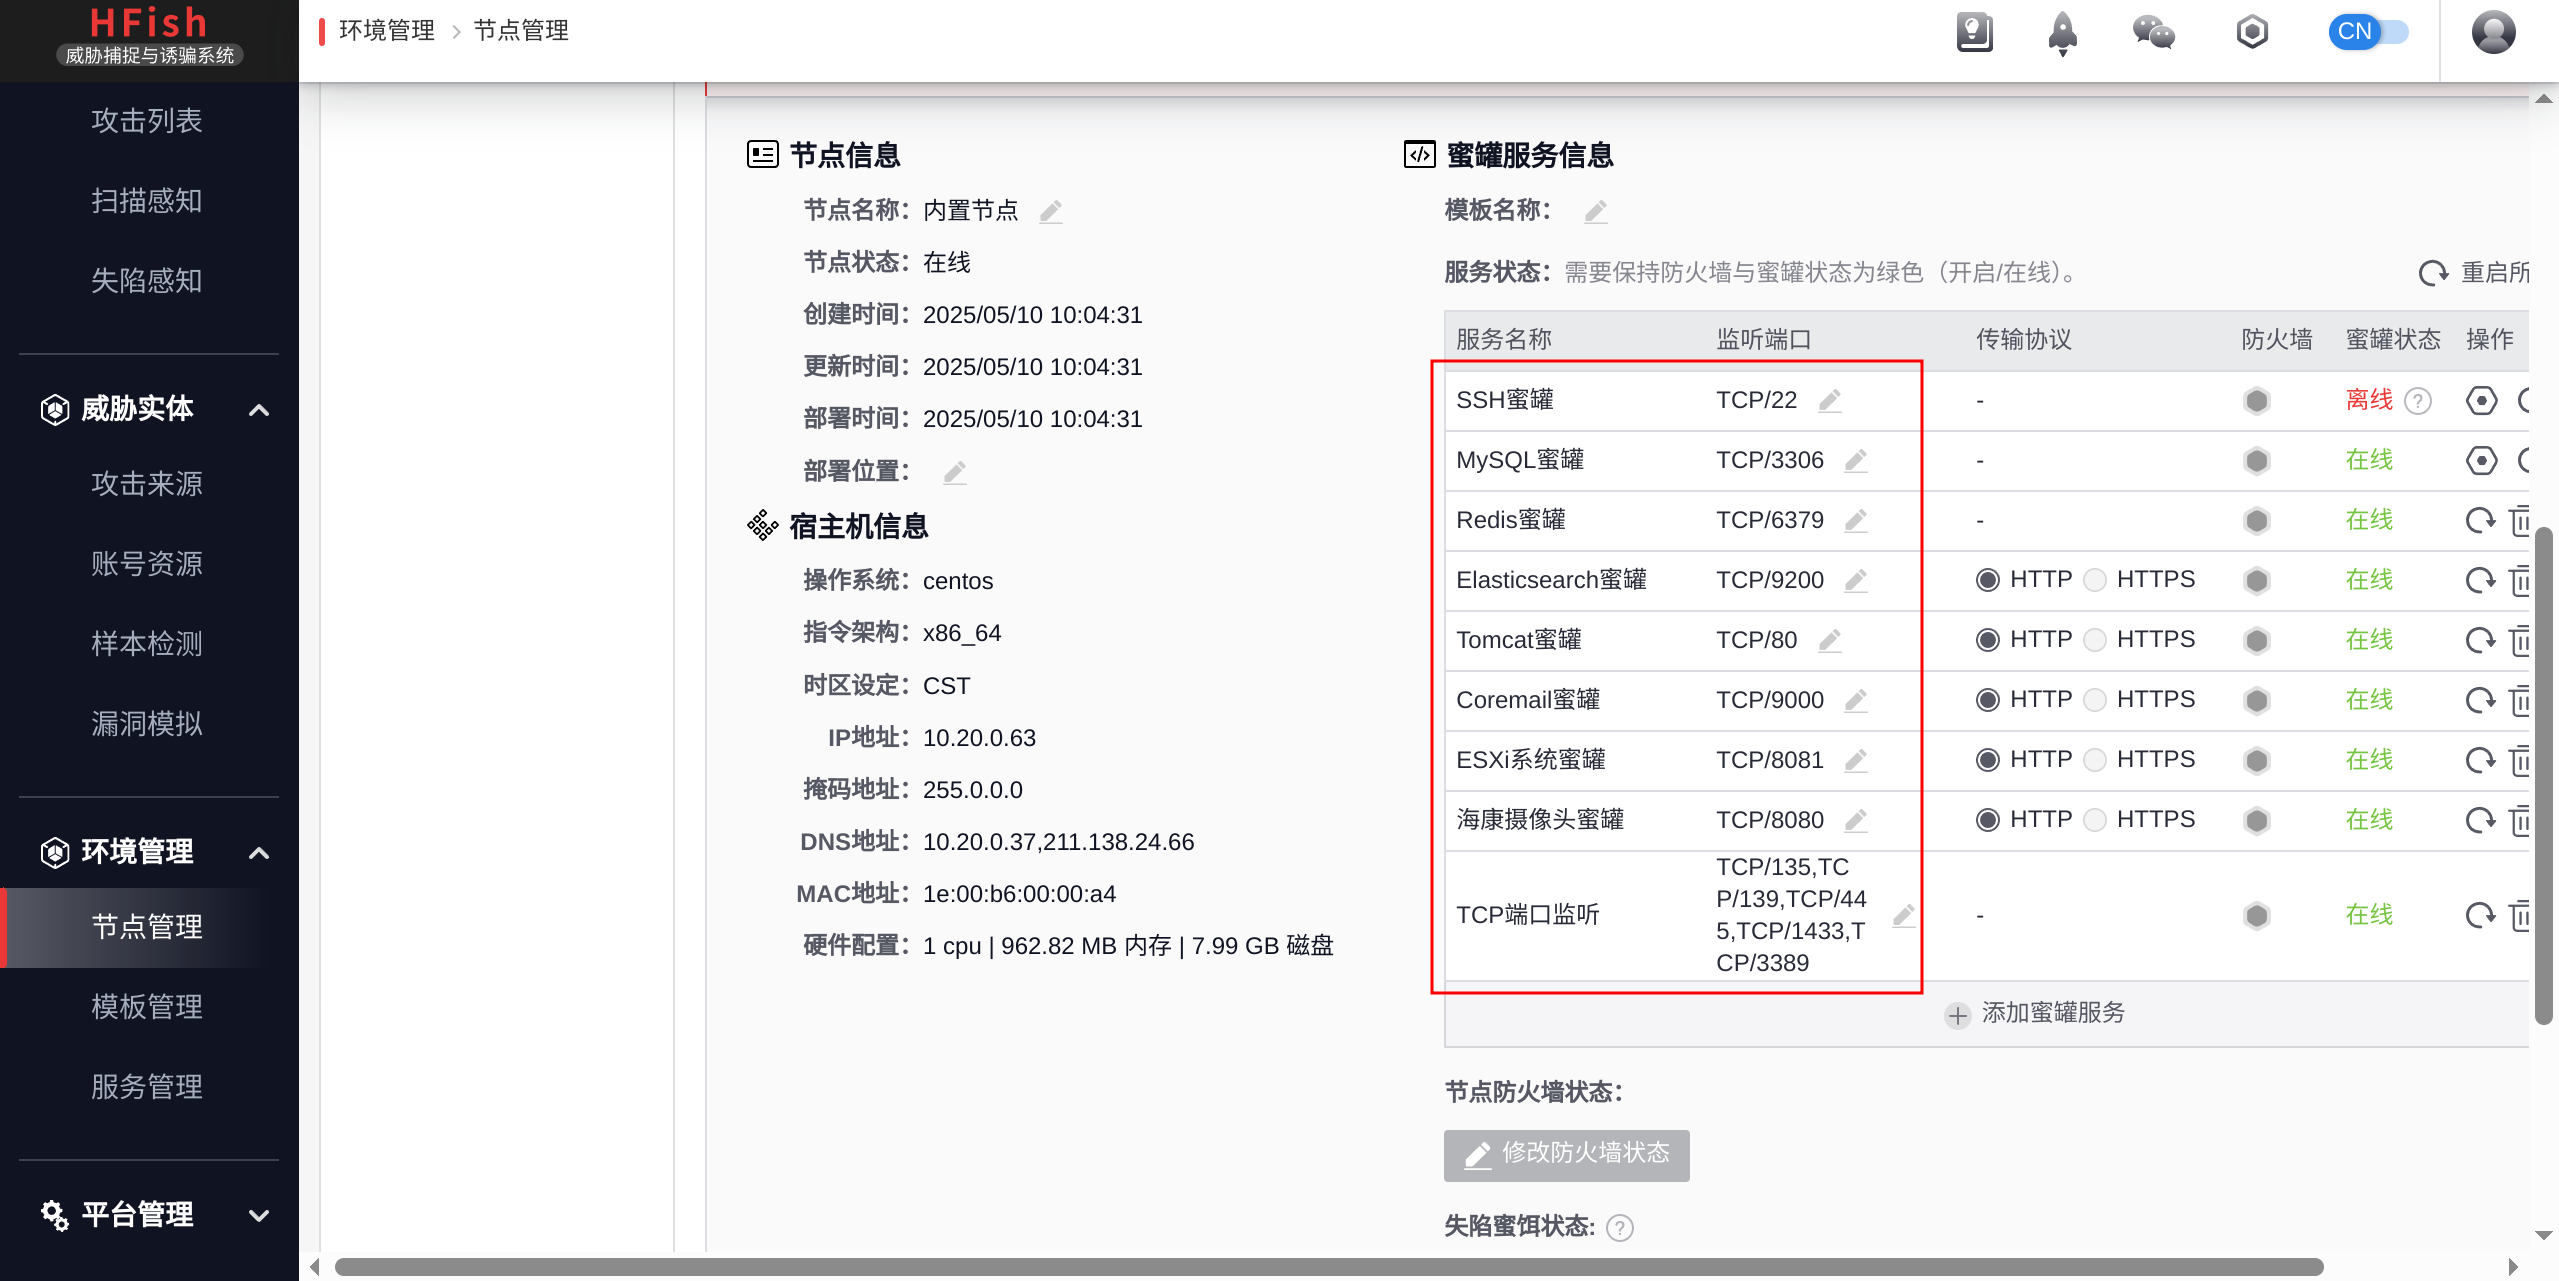 HFish
威胁捕捉与诱骗系统
环境管理 > 节点管理
CN
攻击列表
扫描感知
失陷感知
威胁实体
攻击来源
账号资源
样本检测
漏洞模拟
环境管理
节点管理
模板管理
服务管理
平台管理
节点信息
节点名称：内置节点
节点状态：在线
创建时间：2025/05/10 10:04:31
更新时间：2025/05/10 10:04:31
部署时间：2025/05/10 10:04:31
部署位置：
宿主机信息
操作系统：centos
指令架构：x86_64
时区设定：CST
IP地址：10.20.0.63
掩码地址：255.0.0.0
DNS地址：10.20.0.37,211.138.24.66
MAC地址：1e:00:b6:00:00:a4
硬件配置：1 cpu | 962.82 MB 内存 | 7.99 GB 磁盘
蜜罐服务信息
模板名称：
服务状态：需要保持防火墙与蜜罐状态为绿色（开启/在线）。 重启所
服务名称 监听端口 传输协议 防火墙 蜜罐状态 操作
SSH蜜罐 TCP/22 - 离线 ?
MySQL蜜罐 TCP/3306 - 在线
Redis蜜罐 TCP/6379 - 在线
Elasticsearch蜜罐 TCP/9200 HTTP HTTPS 在线
Tomcat蜜罐 TCP/80 HTTP HTTPS 在线
Coremail蜜罐 TCP/9000 HTTP HTTPS 在线
ESXi系统蜜罐 TCP/8081 HTTP HTTPS 在线
海康摄像头蜜罐 TCP/8080 HTTP HTTPS 在线
TCP端口监听 - 在线
TCP/135,TC
P/139,TCP/44
5,TCP/1433,T
CP/3389
添加蜜罐服务
节点防火墙状态：
修改防火墙状态
失陷蜜饵状态: ?